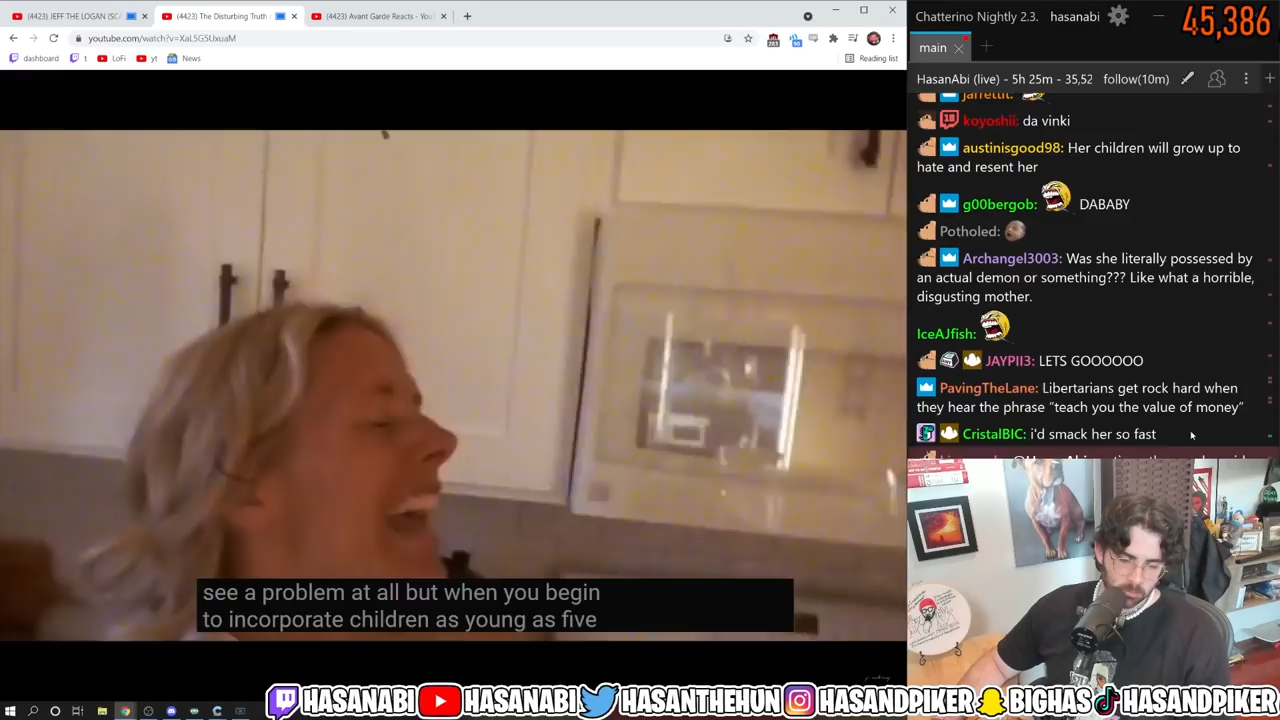 (4423) JEFF THE LOGAN (SC
(4423) The Disturbing Truth
(4423) Avant Garde Reacts - You
youtube.com/watch?v=XaL5G5UxuaM
dashboard
t
LoFi
yt
News
Reading list
see a problem at all but when you begin
to incorporate children as young as five
Chatterino Nightly 2.3.
hasanabi
45,386
main
HasanAbi (live) - 5h 25m - 35,52
follow(10m)
jarrettit:
koyoshii: da vinki
austinisgood98: Her children will grow up to
hate and resent her
g00bergob: DABABY
Potholed:
Archangel3003: Was she literally possessed by
an actual demon or something??? Like what a horrible,
disgusting mother.
IceAJfish:
JAYPII3: LETS GOOOOOO
PavingTheLane: Libertarians get rock hard when
they hear the phrase “teach you the value of money”
CristalBIC: i'd smack her so fast
HASANABI
HASANABI
HASANTHEHUN
HASANDPIKER
BIGHAS
HASANDPIKER